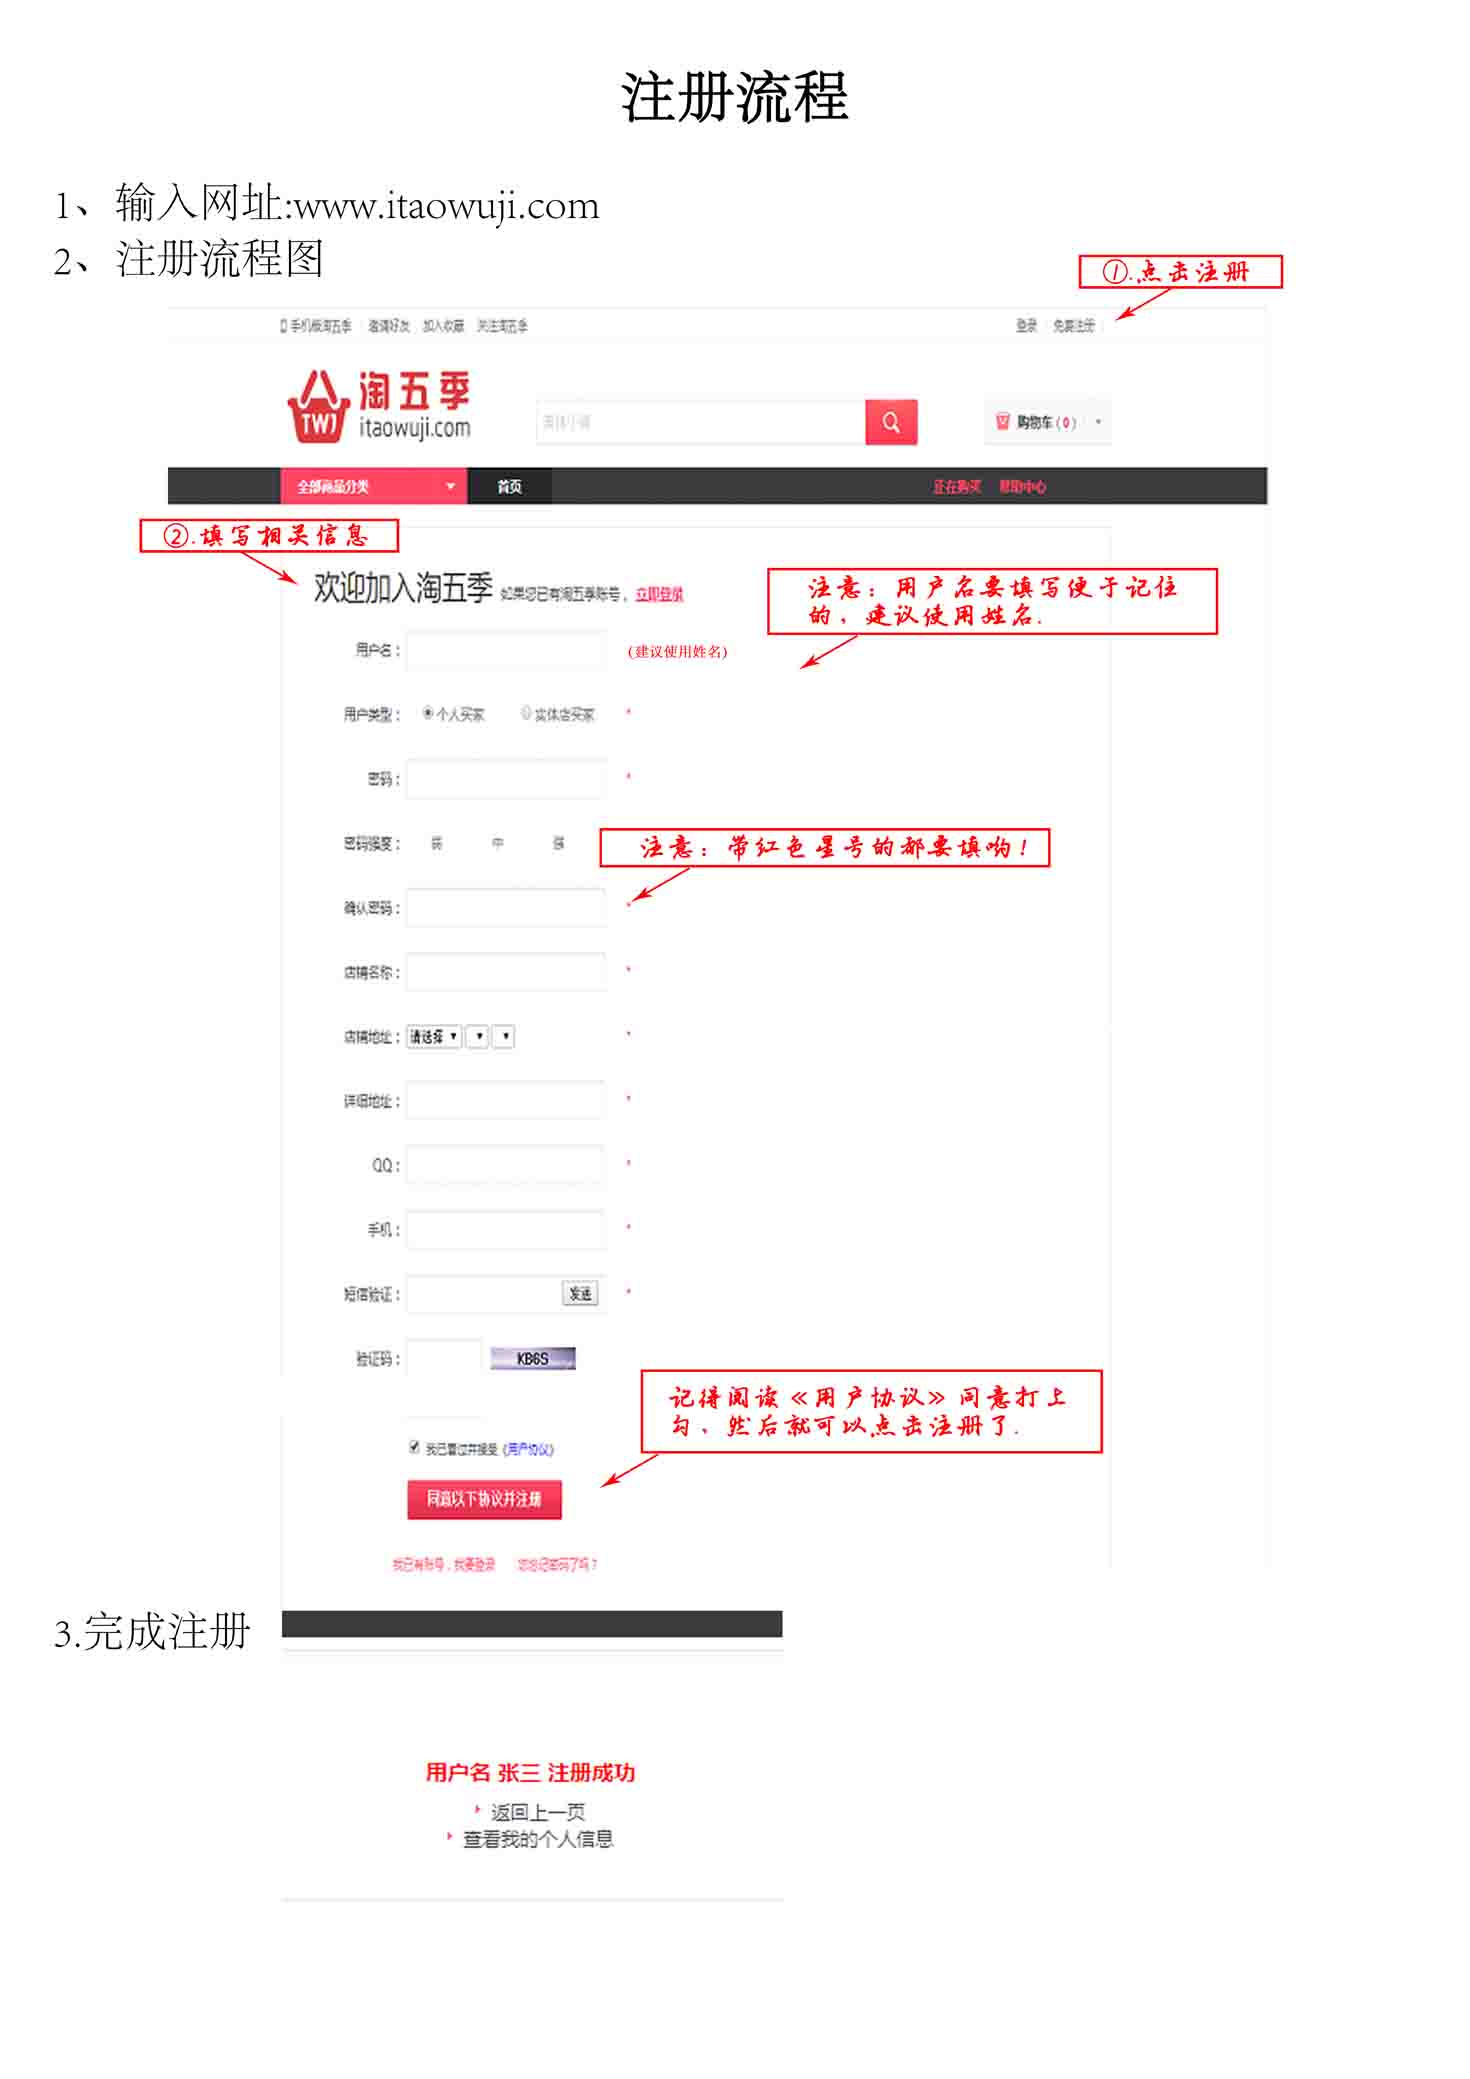 注册流程
1、输入网址:www.itaowuji.com
2、注册流程图
①.点击注册
手机版淘五季 邀请好友 加入收藏 关注淘五季 登录 免费注册
淘五季
TWJ
itaowuji.com
购物车(0)
全部商品分类 首页 正在购买 帮助中心
②.填写相关信息
欢迎加入淘五季 如果您已有淘五季账号，立即登录
注意：用户名要填写便于记住
的，建议使用姓名.
用户名： (建议使用姓名)
用户类型： 个人买家 实体店买家 *
密码： *
密码强度： 弱 中 强
注意：带红色星号的都要填哟！
确认密码： *
店铺名称： *
店铺地址： 请选择 *
详细地址： *
QQ： *
手机： *
短信验证： 发送 *
验证码： KB6S
记得阅读《用户协议》同意打上
勾、然后就可以点击注册了.
我已看过并接受《用户协议》
同意以下协议并注册
我已有账号，我要登录 您忘记密码了吗？
3.完成注册
用户名 张三 注册成功
返回上一页
查看我的个人信息